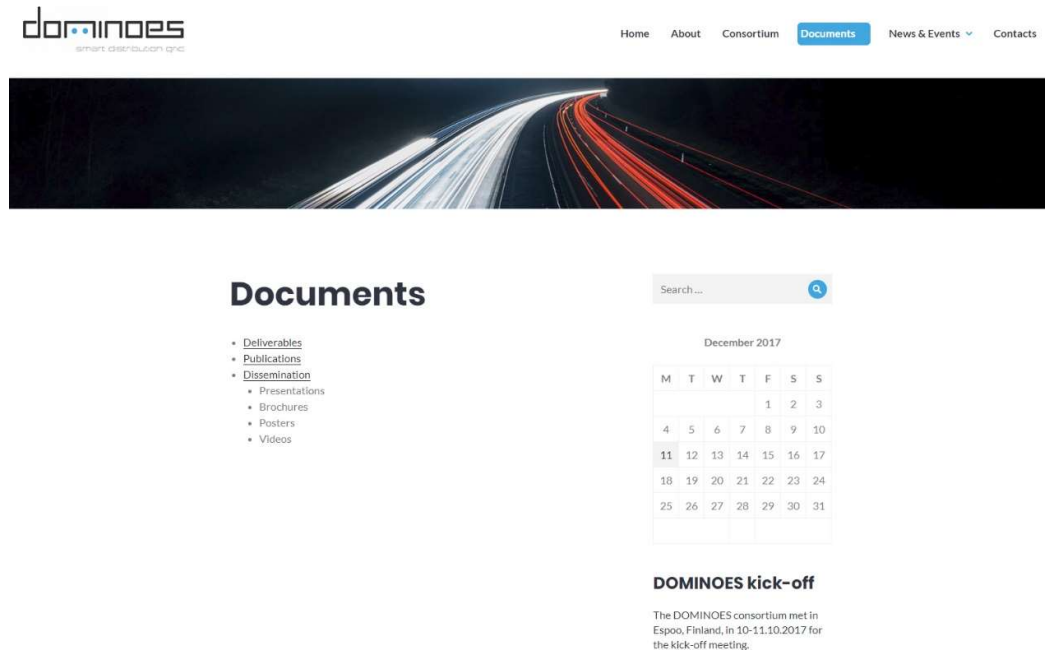 dominoes
smart distribution grid
Home About Consortium Documents News & Events Contacts
Documents
Deliverables
Publications
Dissemination
Presentations
Brochures
Posters
Videos
Search ...
December 2017
M T W T F S S
1 2 3
4 5 6 7 8 9 10
11 12 13 14 15 16 17
18 19 20 21 22 23 24
25 26 27 28 29 30 31
DOMINOES kick-off
The DOMINOES consortium met in
Espoo, Finland, in 10-11.10.2017 for
the kick-off meeting.